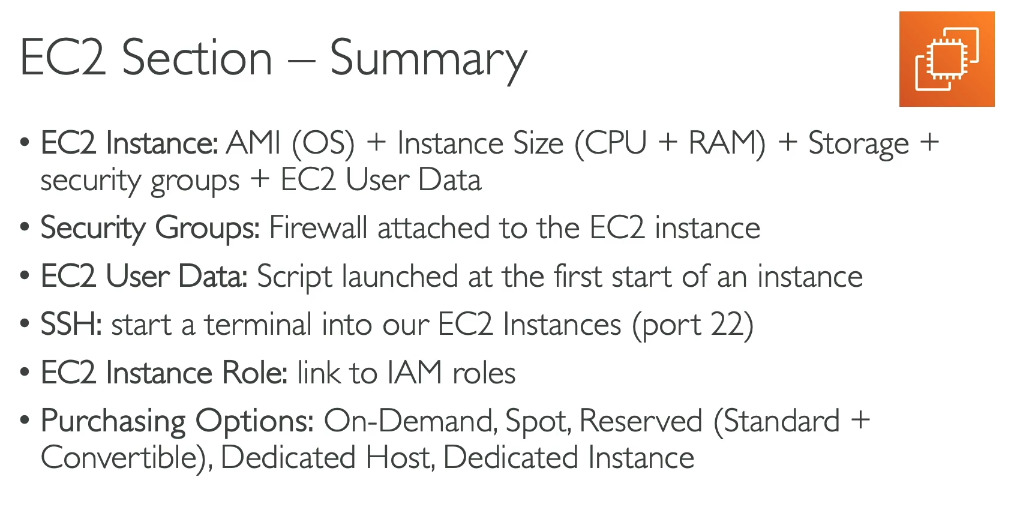 EC2 Section – Summary
• EC2 Instance: AMI (OS) + Instance Size (CPU + RAM) + Storage +
security groups + EC2 User Data
• Security Groups: Firewall attached to the EC2 instance
• EC2 User Data: Script launched at the first start of an instance
• SSH: start a terminal into our EC2 Instances (port 22)
• EC2 Instance Role: link to IAM roles
• Purchasing Options: On-Demand, Spot, Reserved (Standard +
Convertible), Dedicated Host, Dedicated Instance